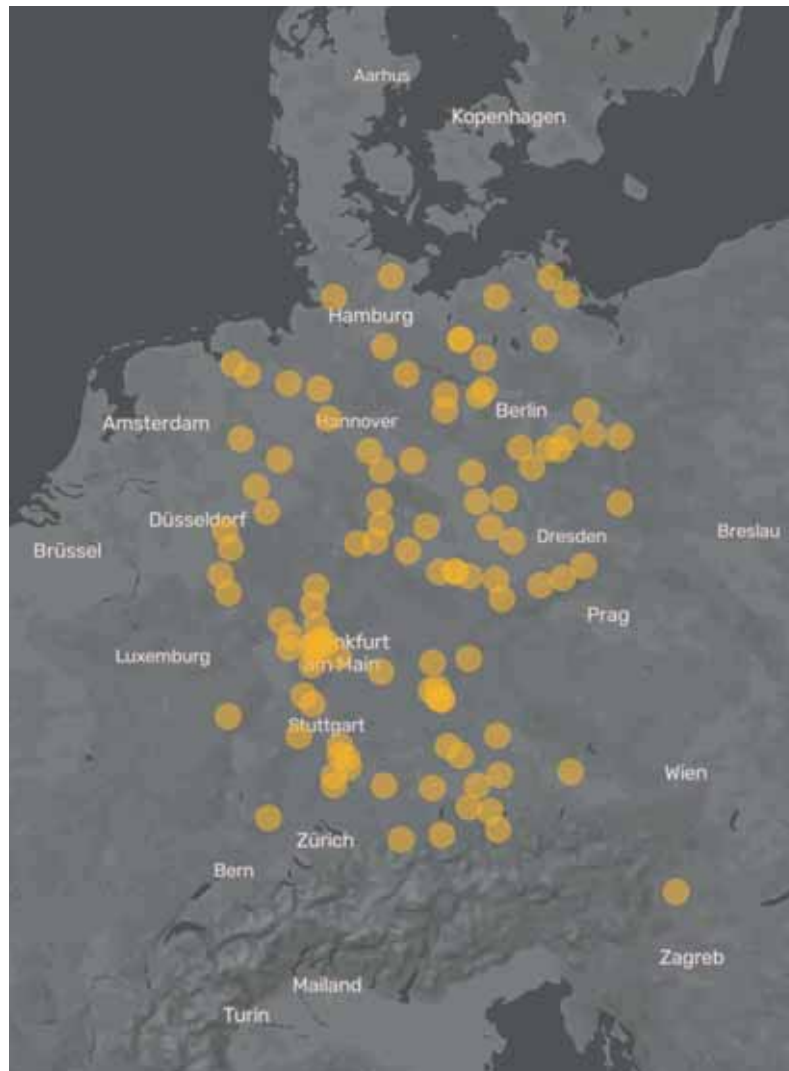 Aarhus
Kopenhagen
Hamburg
Amsterdam
Hannover
Berlin
Düsseldorf
Brüssel
Dresden
Breslau
Prag
Luxemburg
nkfurt
(am Main)
Stuttgart
Wien
Zürich
Bern
Zagreb
Mailand
Turin